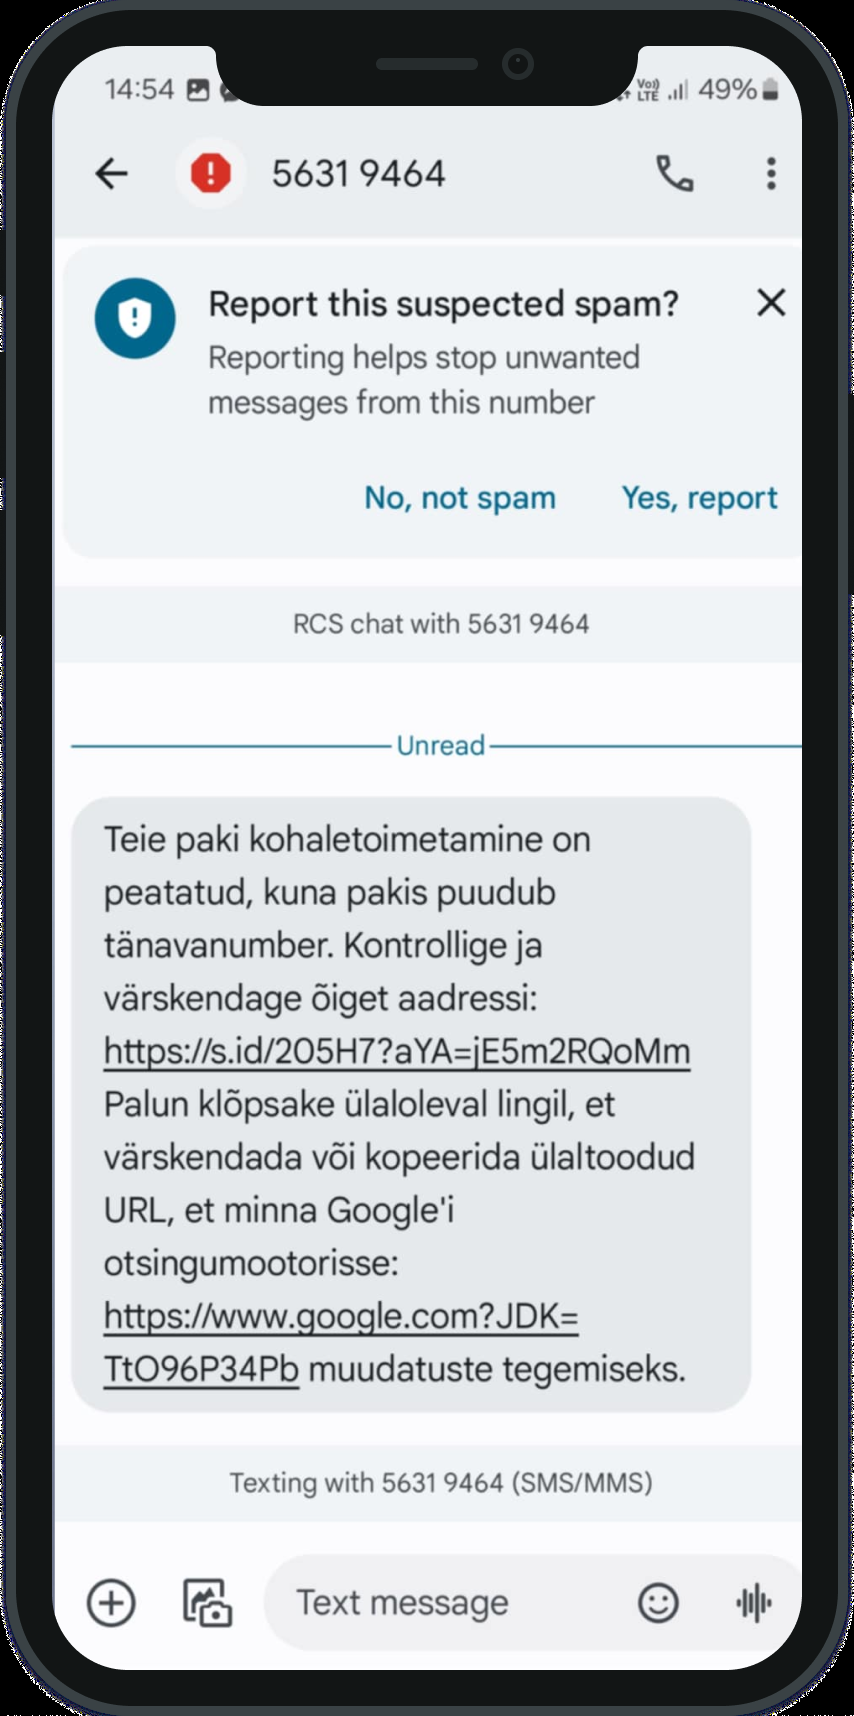 14:54 Vo)) LTE 49%
5631 9464
Report this suspected spam?
Reporting helps stop unwanted
messages from this number
No, not spam Yes, report
RCS chat with 5631 9464
Unread
Teie paki kohaletoimetamine on
peatatud, kuna pakis puudub
tänavanumber. Kontrollige ja
värskendage õiget aadressi:
https://s.id/205H7?aYA=jE5m2RQoMm
Palun klõpsake ülaloleval lingil, et
värskendada või kopeerida ülaltoodud
URL, et minna Google'i
otsingumootorisse:
https://www.google.com?JDK=
TtO96P34Pb muudatuste tegemiseks.
Texting with 5631 9464 (SMS/MMS)
Text message